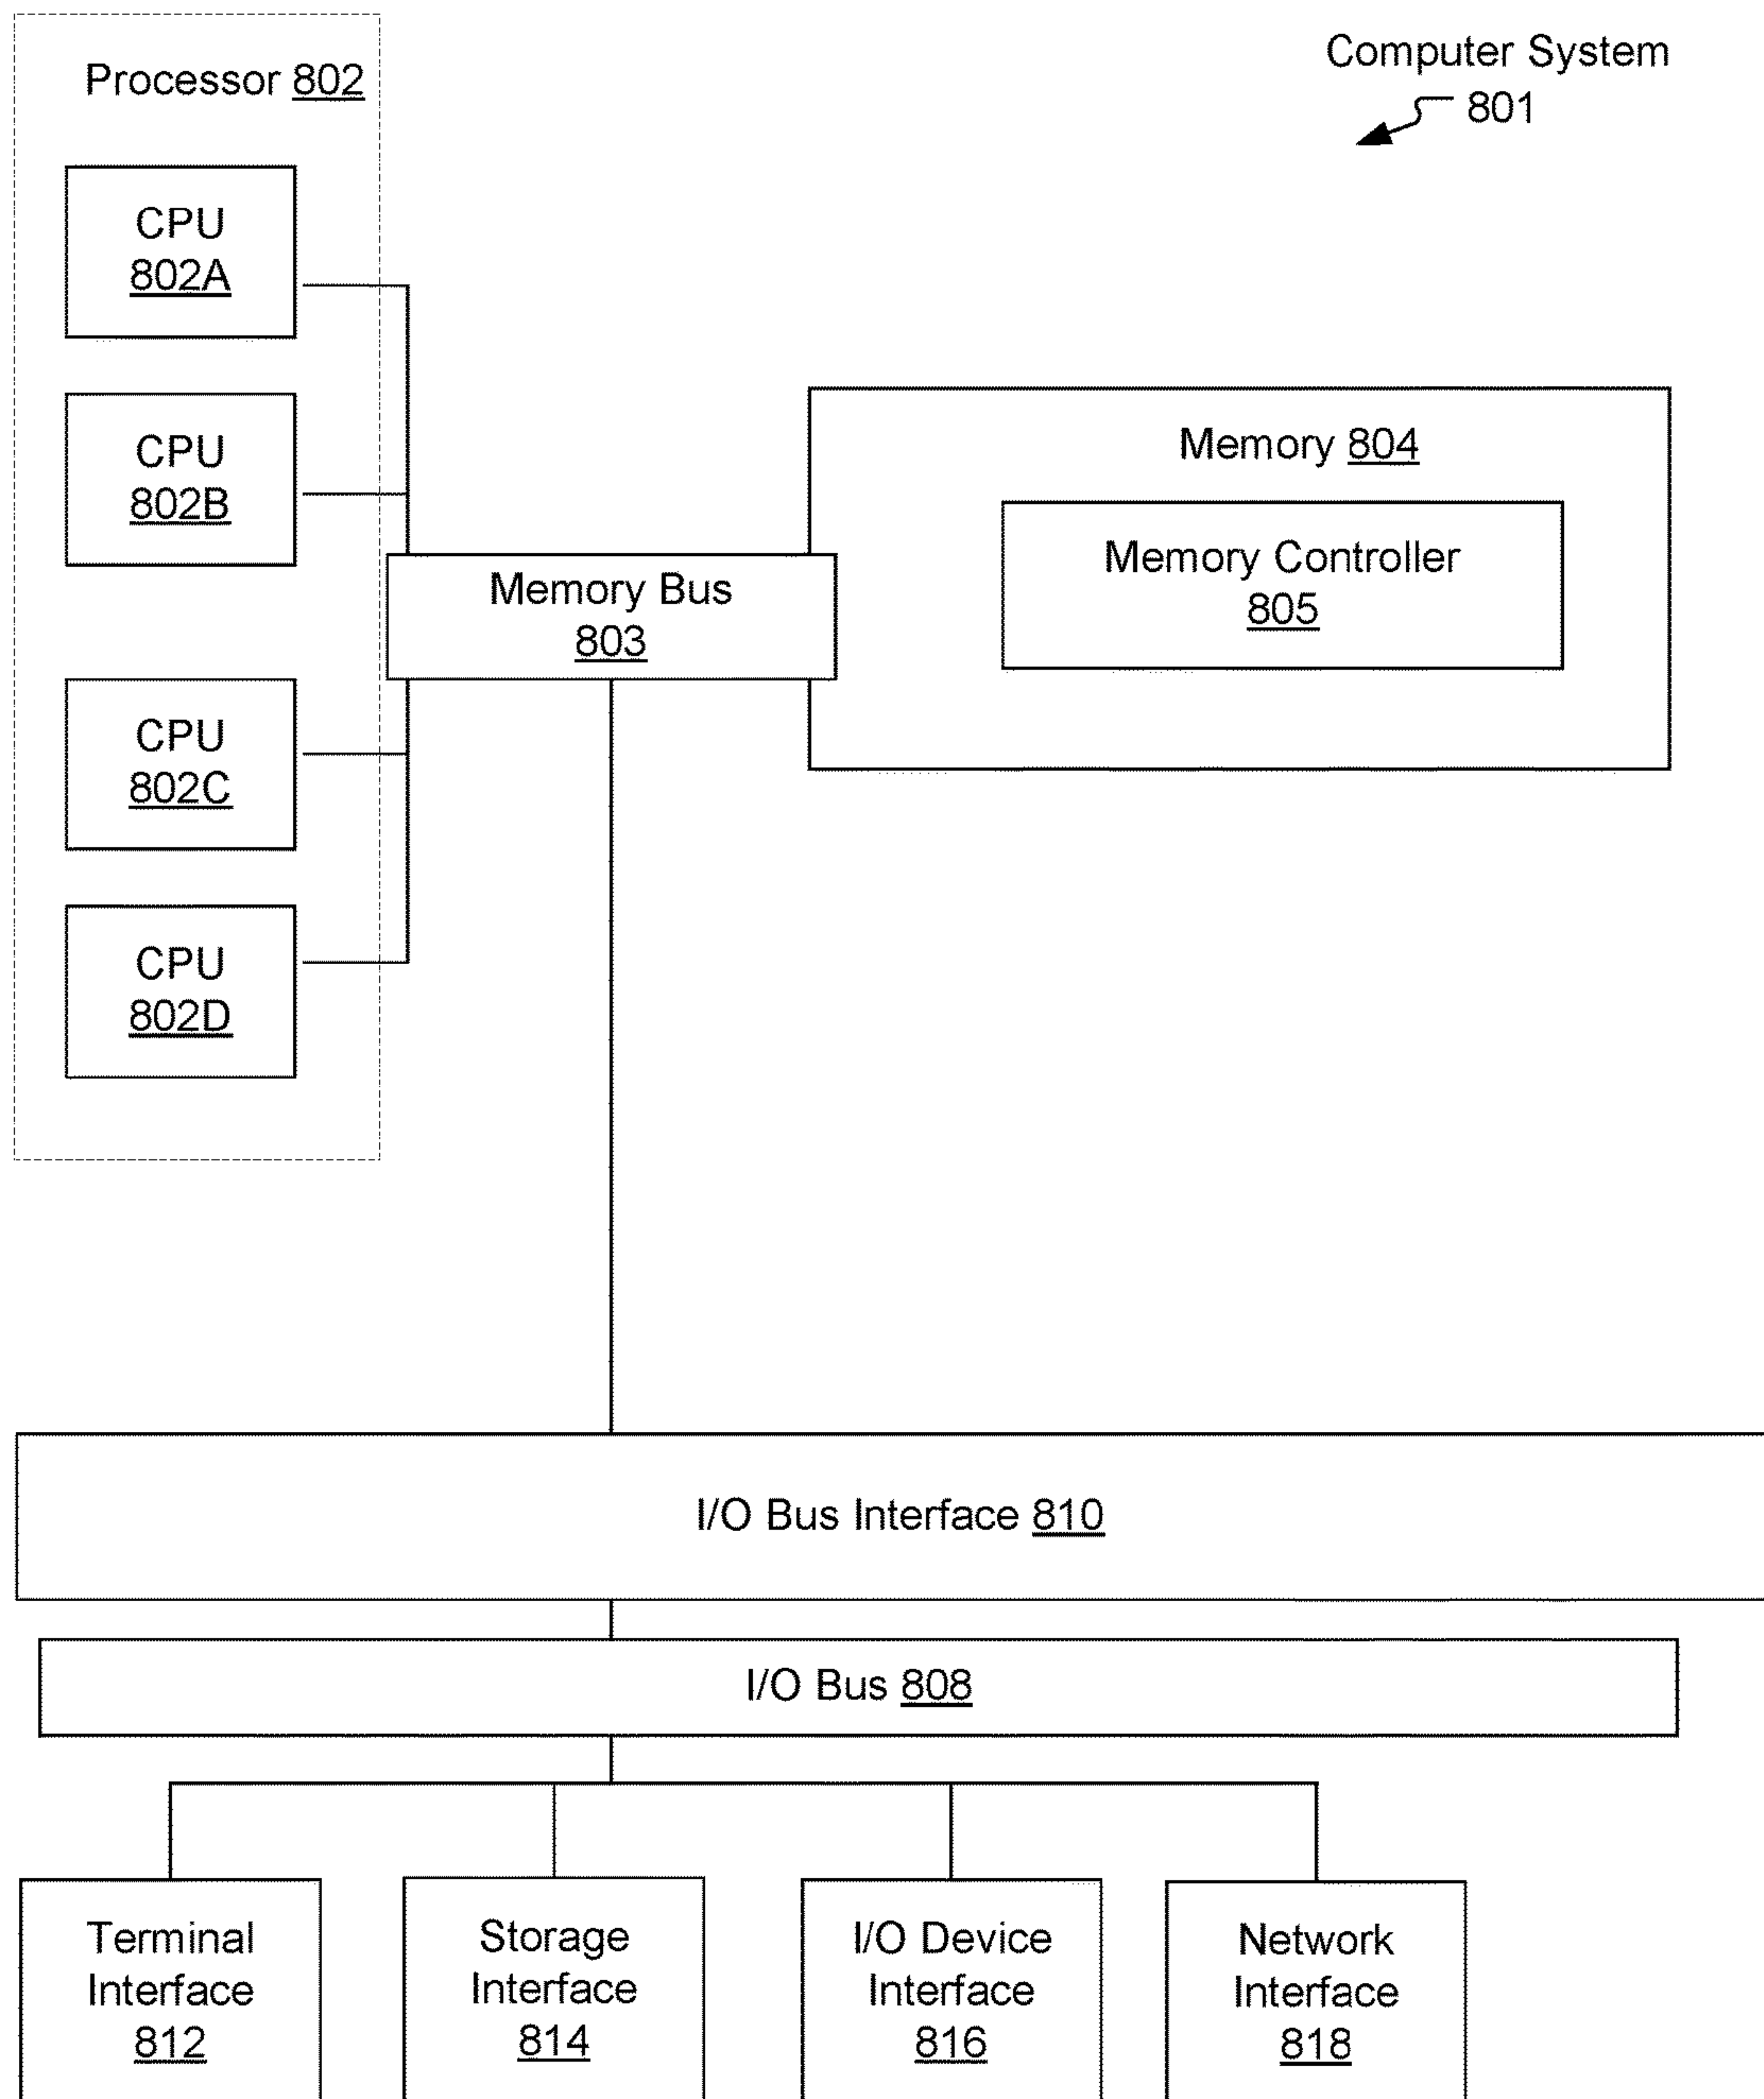 Computer System
801
Processor 802
CPU
802A
CPU
802B
CPU
802C
CPU
802D
Memory Bus
803
Memory 804
Memory Controller
805
I/O Bus Interface 810
I/O Bus 808
Terminal
Interface
812
Storage
Interface
814
I/O Device
Interface
816
Network
Interface
818